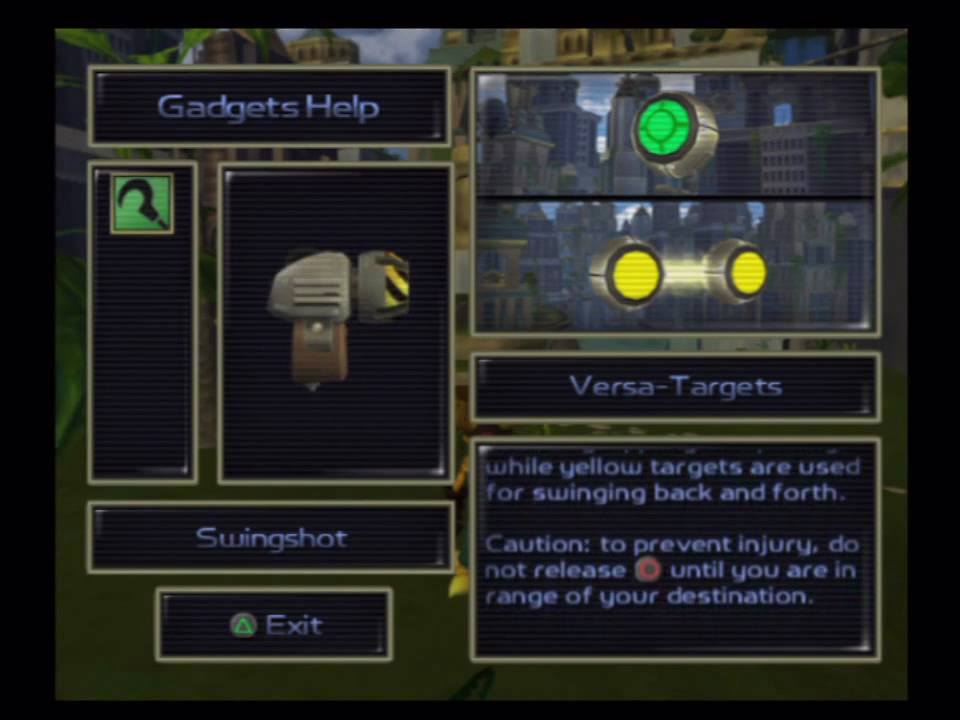 Gadgets Help
Swingshot
Exit
Versa-Targets
while yellow targets are used
for swinging back and forth.
Caution: to prevent injury, do
not release until you are in
range of your destination.